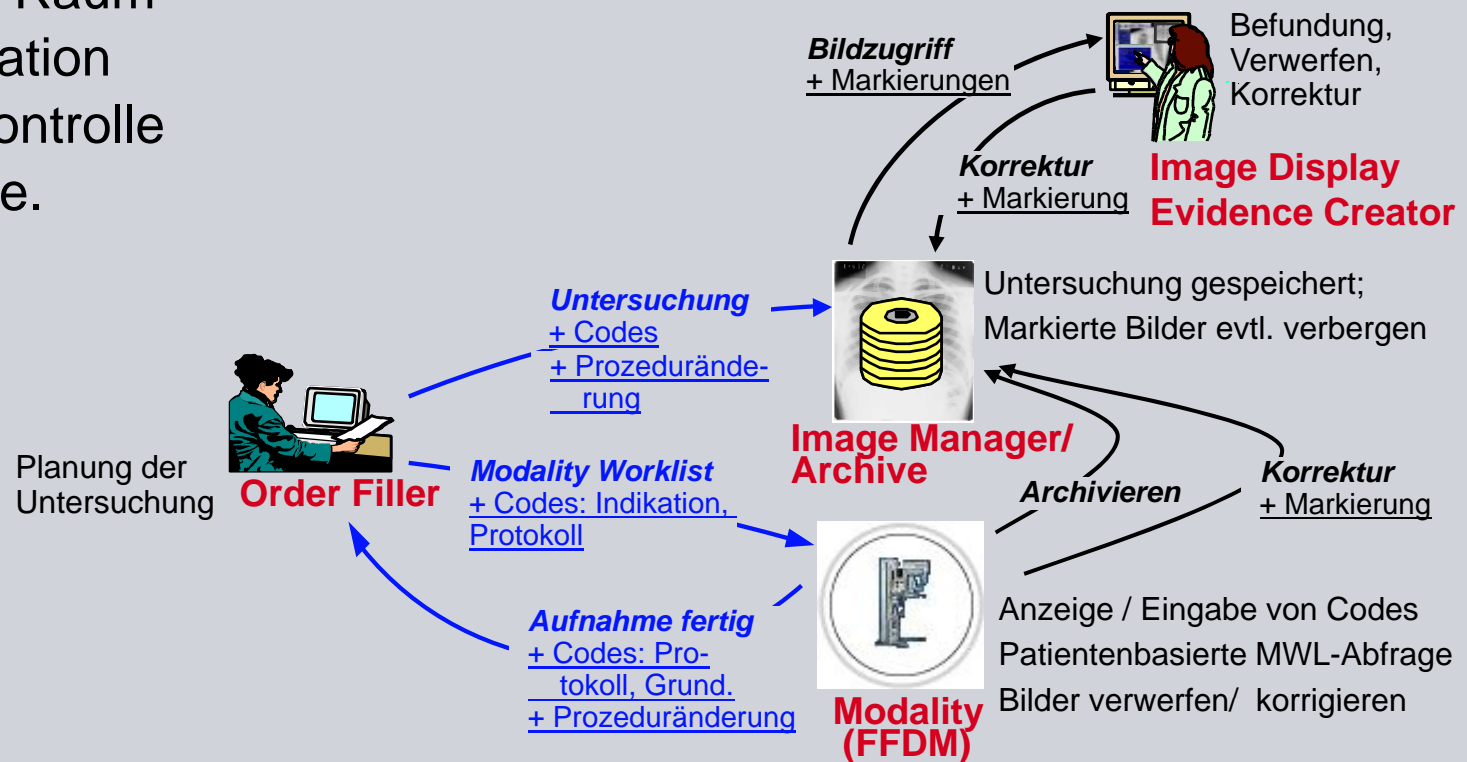 Raum
ation
ontrolle
e.
Bildzugriff
+ Markierungen
Befundung,
Verwerfen,
Korrektur
Korrektur
+ Markierung
Image Display
Evidence Creator
Untersuchung
+ Codes
+ Prozedurände-
rung
Untersuchung gespeichert;
Markierte Bilder evtl. verbergen
Image Manager/
Archive
Planung der
Untersuchung
Order Filler
Modality Worklist
+ Codes: Indikation,
Protokoll
Archivieren
Korrektur
+ Markierung
Aufnahme fertig
+ Codes: Pro-
tokoll, Grund.
+ Prozeduränderung
Modality
(FFDM)
Anzeige / Eingabe von Codes
Patientenbasierte MWL-Abfrage
Bilder verwerfen/ korrigieren